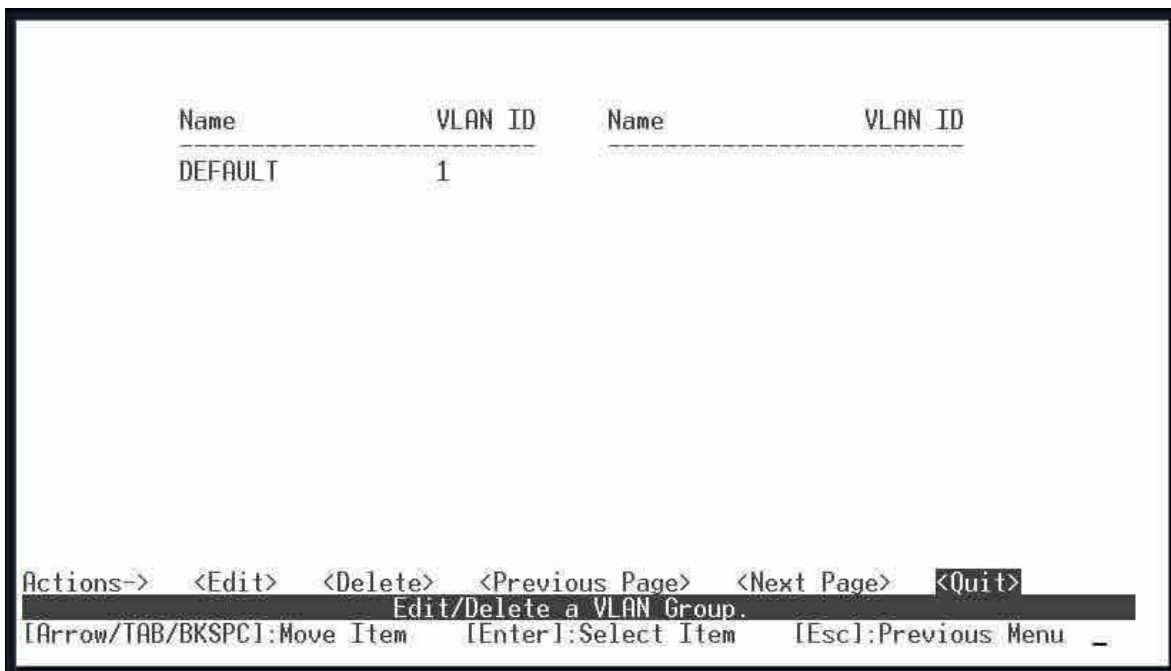 Name VLAN ID Name VLAN ID
DEFAULT 1
Actions-> <Edit> <Delete> <Previous Page> <Next Page> <Quit>
Edit/Delete a VLAN Group.
[Arrow/TAB/BKSPC]:Move Item [Enter]:Select Item [Esc]:Previous Menu _